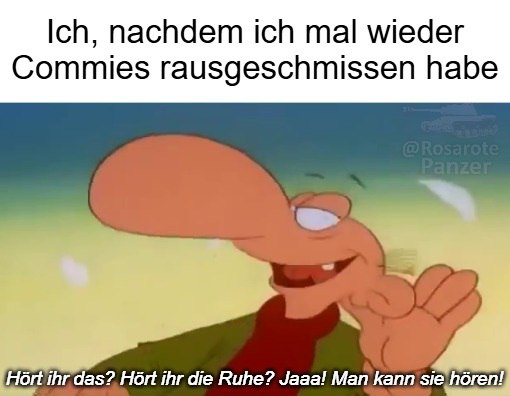 Ich, nachdem ich mal wieder
Commies rausgeschmissen habe
@Rosarote
Panzer
Hört ihr das? Hört ihr die Ruhe? Jaaa! Man kann sie hören!